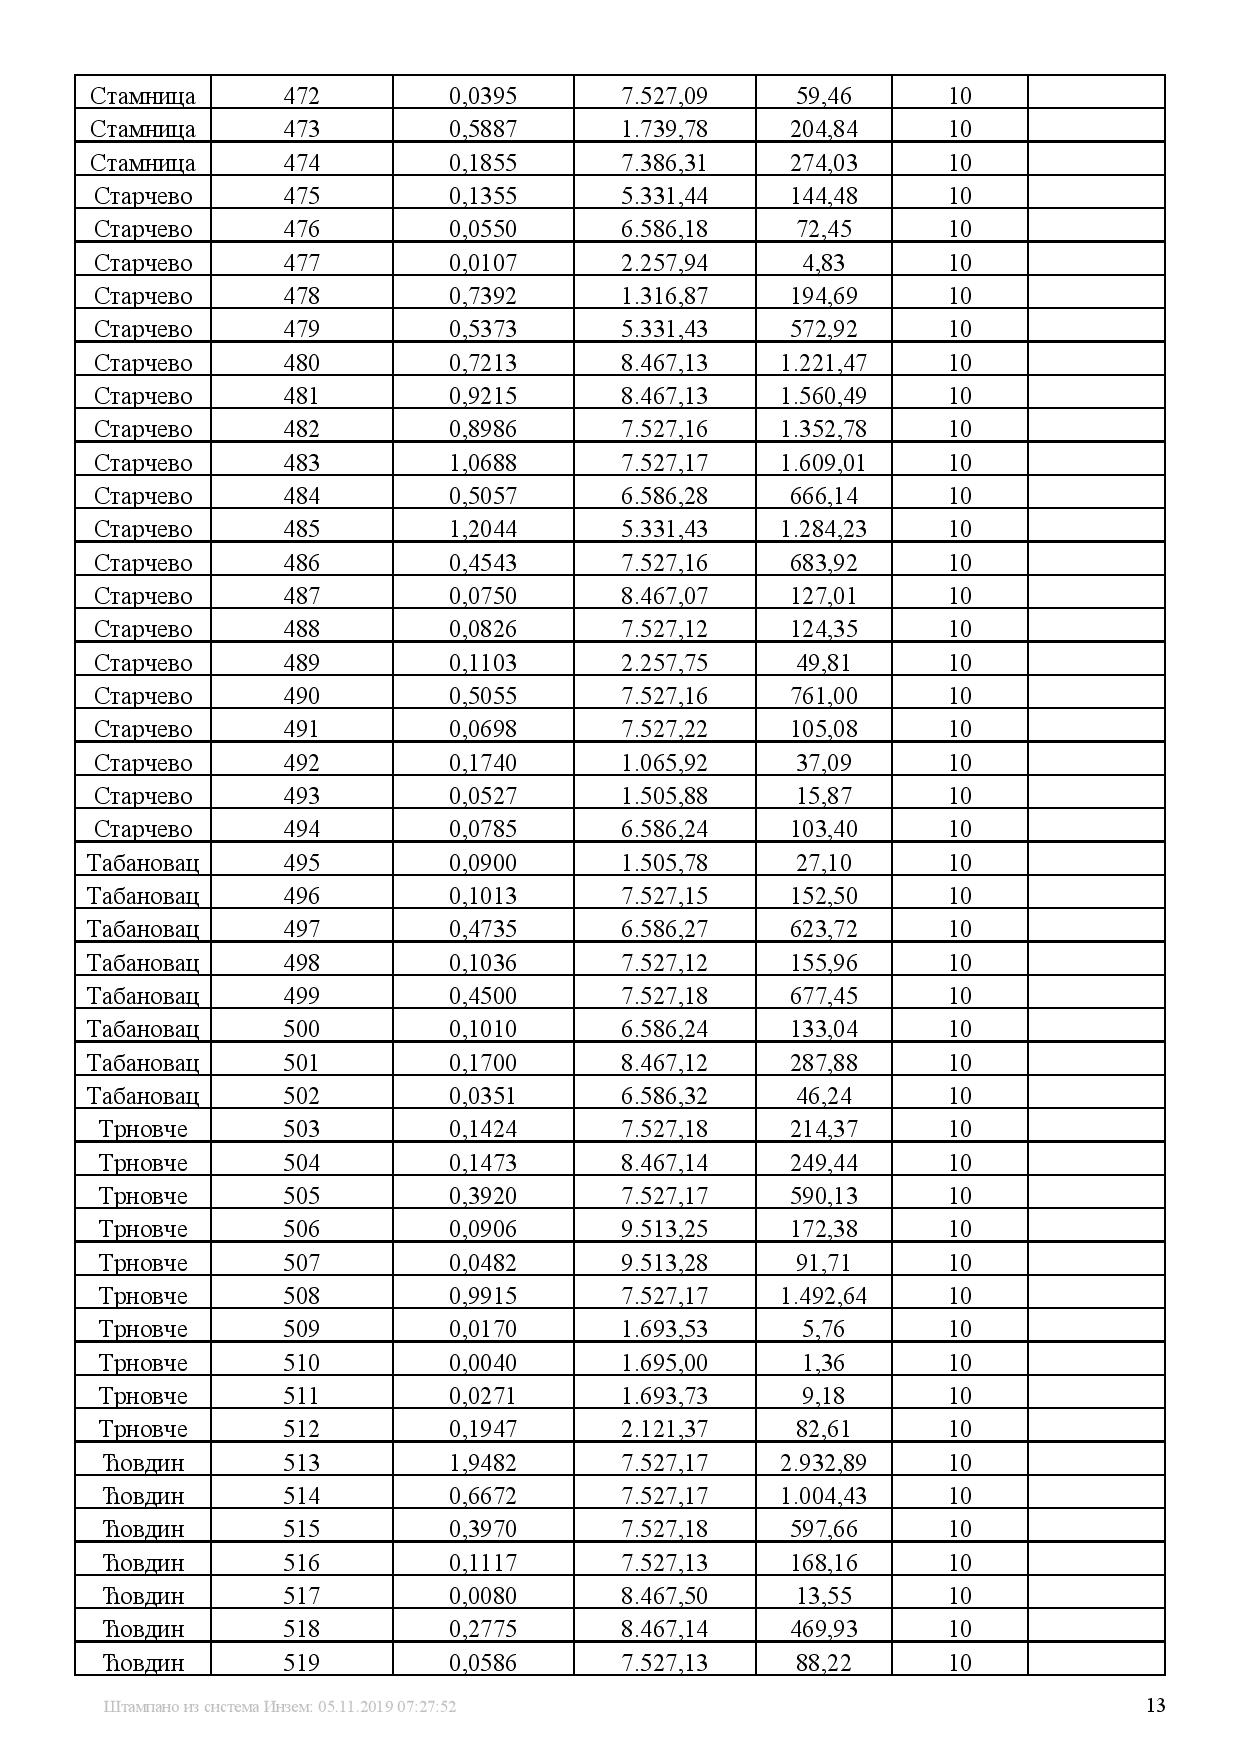 Стамница 472 0,0395 7.527,09 59,46 10
Стамница 473 0,5887 1.739,78 204,84 10
Стамница 474 0,1855 7.386,31 274,03 10
Старчево 475 0,1355 5.331,44 144,48 10
Старчево 476 0,0550 6.586,18 72,45 10
Старчево 477 0,0107 2.257,94 4,83 10
Старчево 478 0,7392 1.316,87 194,69 10
Старчево 479 0,5373 5.331,43 572,92 10
Старчево 480 0,7213 8.467,13 1.221,47 10
Старчево 481 0,9215 8.467,13 1.560,49 10
Старчево 482 0,8986 7.527,16 1.352,78 10
Старчево 483 1,0688 7.527,17 1.609,01 10
Старчево 484 0,5057 6.586,28 666,14 10
Старчево 485 1,2044 5.331,43 1.284,23 10
Старчево 486 0,4543 7.527,16 683,92 10
Старчево 487 0,0750 8.467,07 127,01 10
Старчево 488 0,0826 7.527,12 124,35 10
Старчево 489 0,1103 2.257,75 49,81 10
Старчево 490 0,5055 7.527,16 761,00 10
Старчево 491 0,0698 7.527,22 105,08 10
Старчево 492 0,1740 1.065,92 37,09 10
Старчево 493 0,0527 1.505,88 15,87 10
Старчево 494 0,0785 6.586,24 103,40 10
Табановац 495 0,0900 1.505,78 27,10 10
Табановац 496 0,1013 7.527,15 152,50 10
Табановац 497 0,4735 6.586,27 623,72 10
Табановац 498 0,1036 7.527,12 155,96 10
Табановац 499 0,4500 7.527,18 677,45 10
Табановац 500 0,1010 6.586,24 133,04 10
Табановац 501 0,1700 8.467,12 287,88 10
Табановац 502 0,0351 6.586,32 46,24 10
Трновче 503 0,1424 7.527,18 214,37 10
Трновче 504 0,1473 8.467,14 249,44 10
Трновче 505 0,3920 7.527,17 590,13 10
Трновче 506 0,0906 9.513,25 172,38 10
Трновче 507 0,0482 9.513,28 91,71 10
Трновче 508 0,9915 7.527,17 1.492,64 10
Трновче 509 0,0170 1.693,53 5,76 10
Трновче 510 0,0040 1.695,00 1,36 10
Трновче 511 0,0271 1.693,73 9,18 10
Трновче 512 0,1947 2.121,37 82,61 10
Ћовдин 513 1,9482 7.527,17 2.932,89 10
Ћовдин 514 0,6672 7.527,17 1.004,43 10
Ћовдин 515 0,3970 7.527,18 597,66 10
Ћовдин 516 0,1117 7.527,13 168,16 10
Ћовдин 517 0,0080 8.467,50 13,55 10
Ћовдин 518 0,2775 8.467,14 469,93 10
Ћовдин 519 0,0586 7.527,13 88,22 10
Штампано из система Инзем: 05.11.2019 07:27:52 13